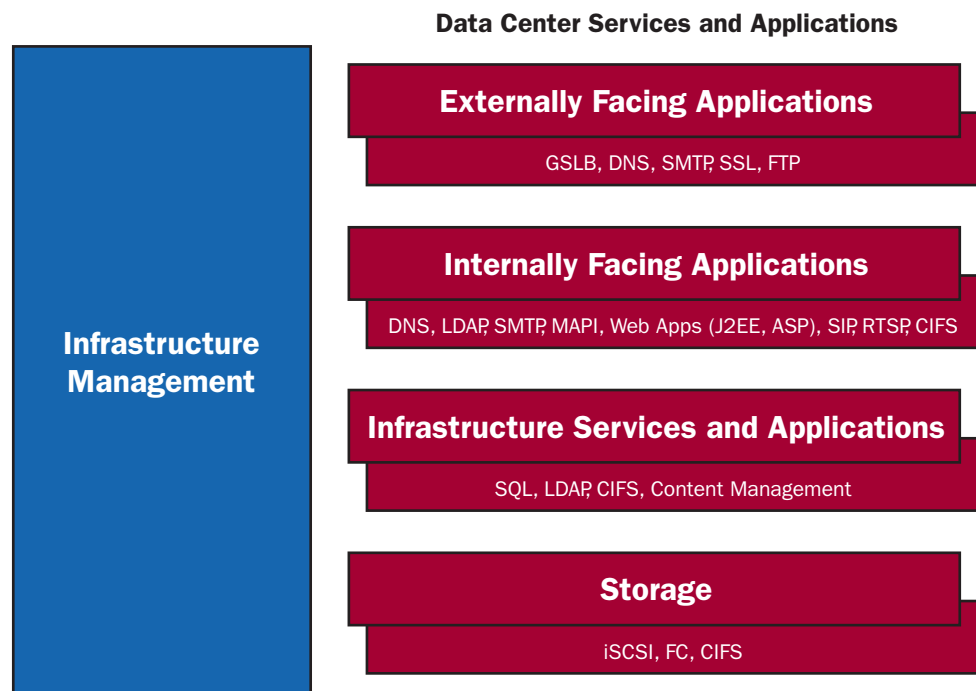 Data Center Services and Applications
Infrastructure
Management
Externally Facing Applications
GSLB, DNS, SMTP, SSL, FTP
Internally Facing Applications
DNS, LDAP, SMTP, MAPI, Web Apps (J2EE, ASP), SIP, RTSP, CIFS
Infrastructure Services and Applications
SQL, LDAP, CIFS, Content Management
Storage
iSCSI, FC, CIFS